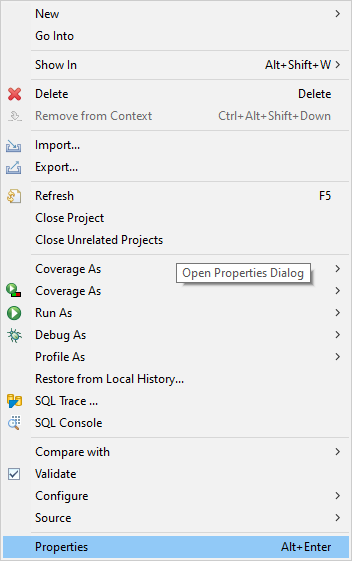 New
Go Into
Show In Alt+Shift+W
Delete Delete
Remove from Context Ctrl+Alt+Shift+Down
Import...
Export...
Refresh F5
Close Project
Close Unrelated Projects
Coverage As
Open Properties Dialog
Coverage As
Run As
Debug As
Profile As
Restore from Local History...
SQL Trace ...
SQL Console
Compare with
Validate
Configure
Source
Properties Alt+Enter